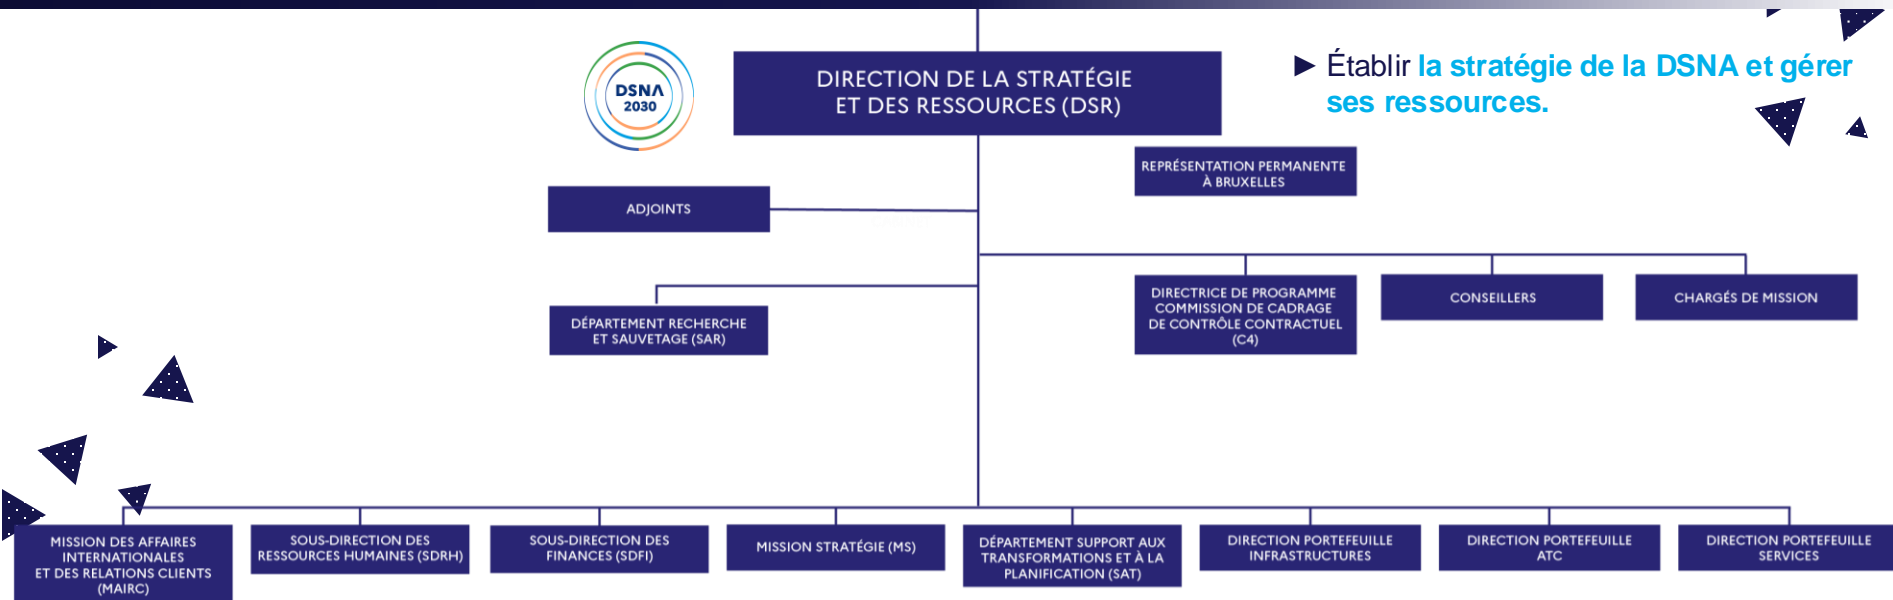 DSNA
2030
DIRECTION DE LA STRATÉGIE
ET DES RESSOURCES (DSR)
► Établir la stratégie de la DSNA et gérer
ses ressources.
REPRÉSENTATION PERMANENTE
À BRUXELLES
ADJOINTS
DIRECTRICE DE PROGRAMME
COMMISSION DE CADRAGE
DE CONTRÔLE CONTRACTUEL
(C4)
CONSEILLERS
CHARGÉS DE MISSION
DÉPARTEMENT RECHERCHE
ET SAUVETAGE (SAR)
MISSION DES AFFAIRES
INTERNATIONALES
ET DES RELATIONS CLIENTS
(MAIRC)
SOUS-DIRECTION DES
RESSOURCES HUMAINES (SDRH)
SOUS-DIRECTION DES
FINANCES (SDFI)
MISSION STRATÉGIE (MS)
DÉPARTEMENT SUPPORT AUX
TRANSFORMATIONS ET À LA
PLANIFICATION (SAT)
DIRECTION PORTEFEUILLE
INFRASTRUCTURES
DIRECTION PORTEFEUILLE
ATC
DIRECTION PORTEFEUILLE
SERVICES